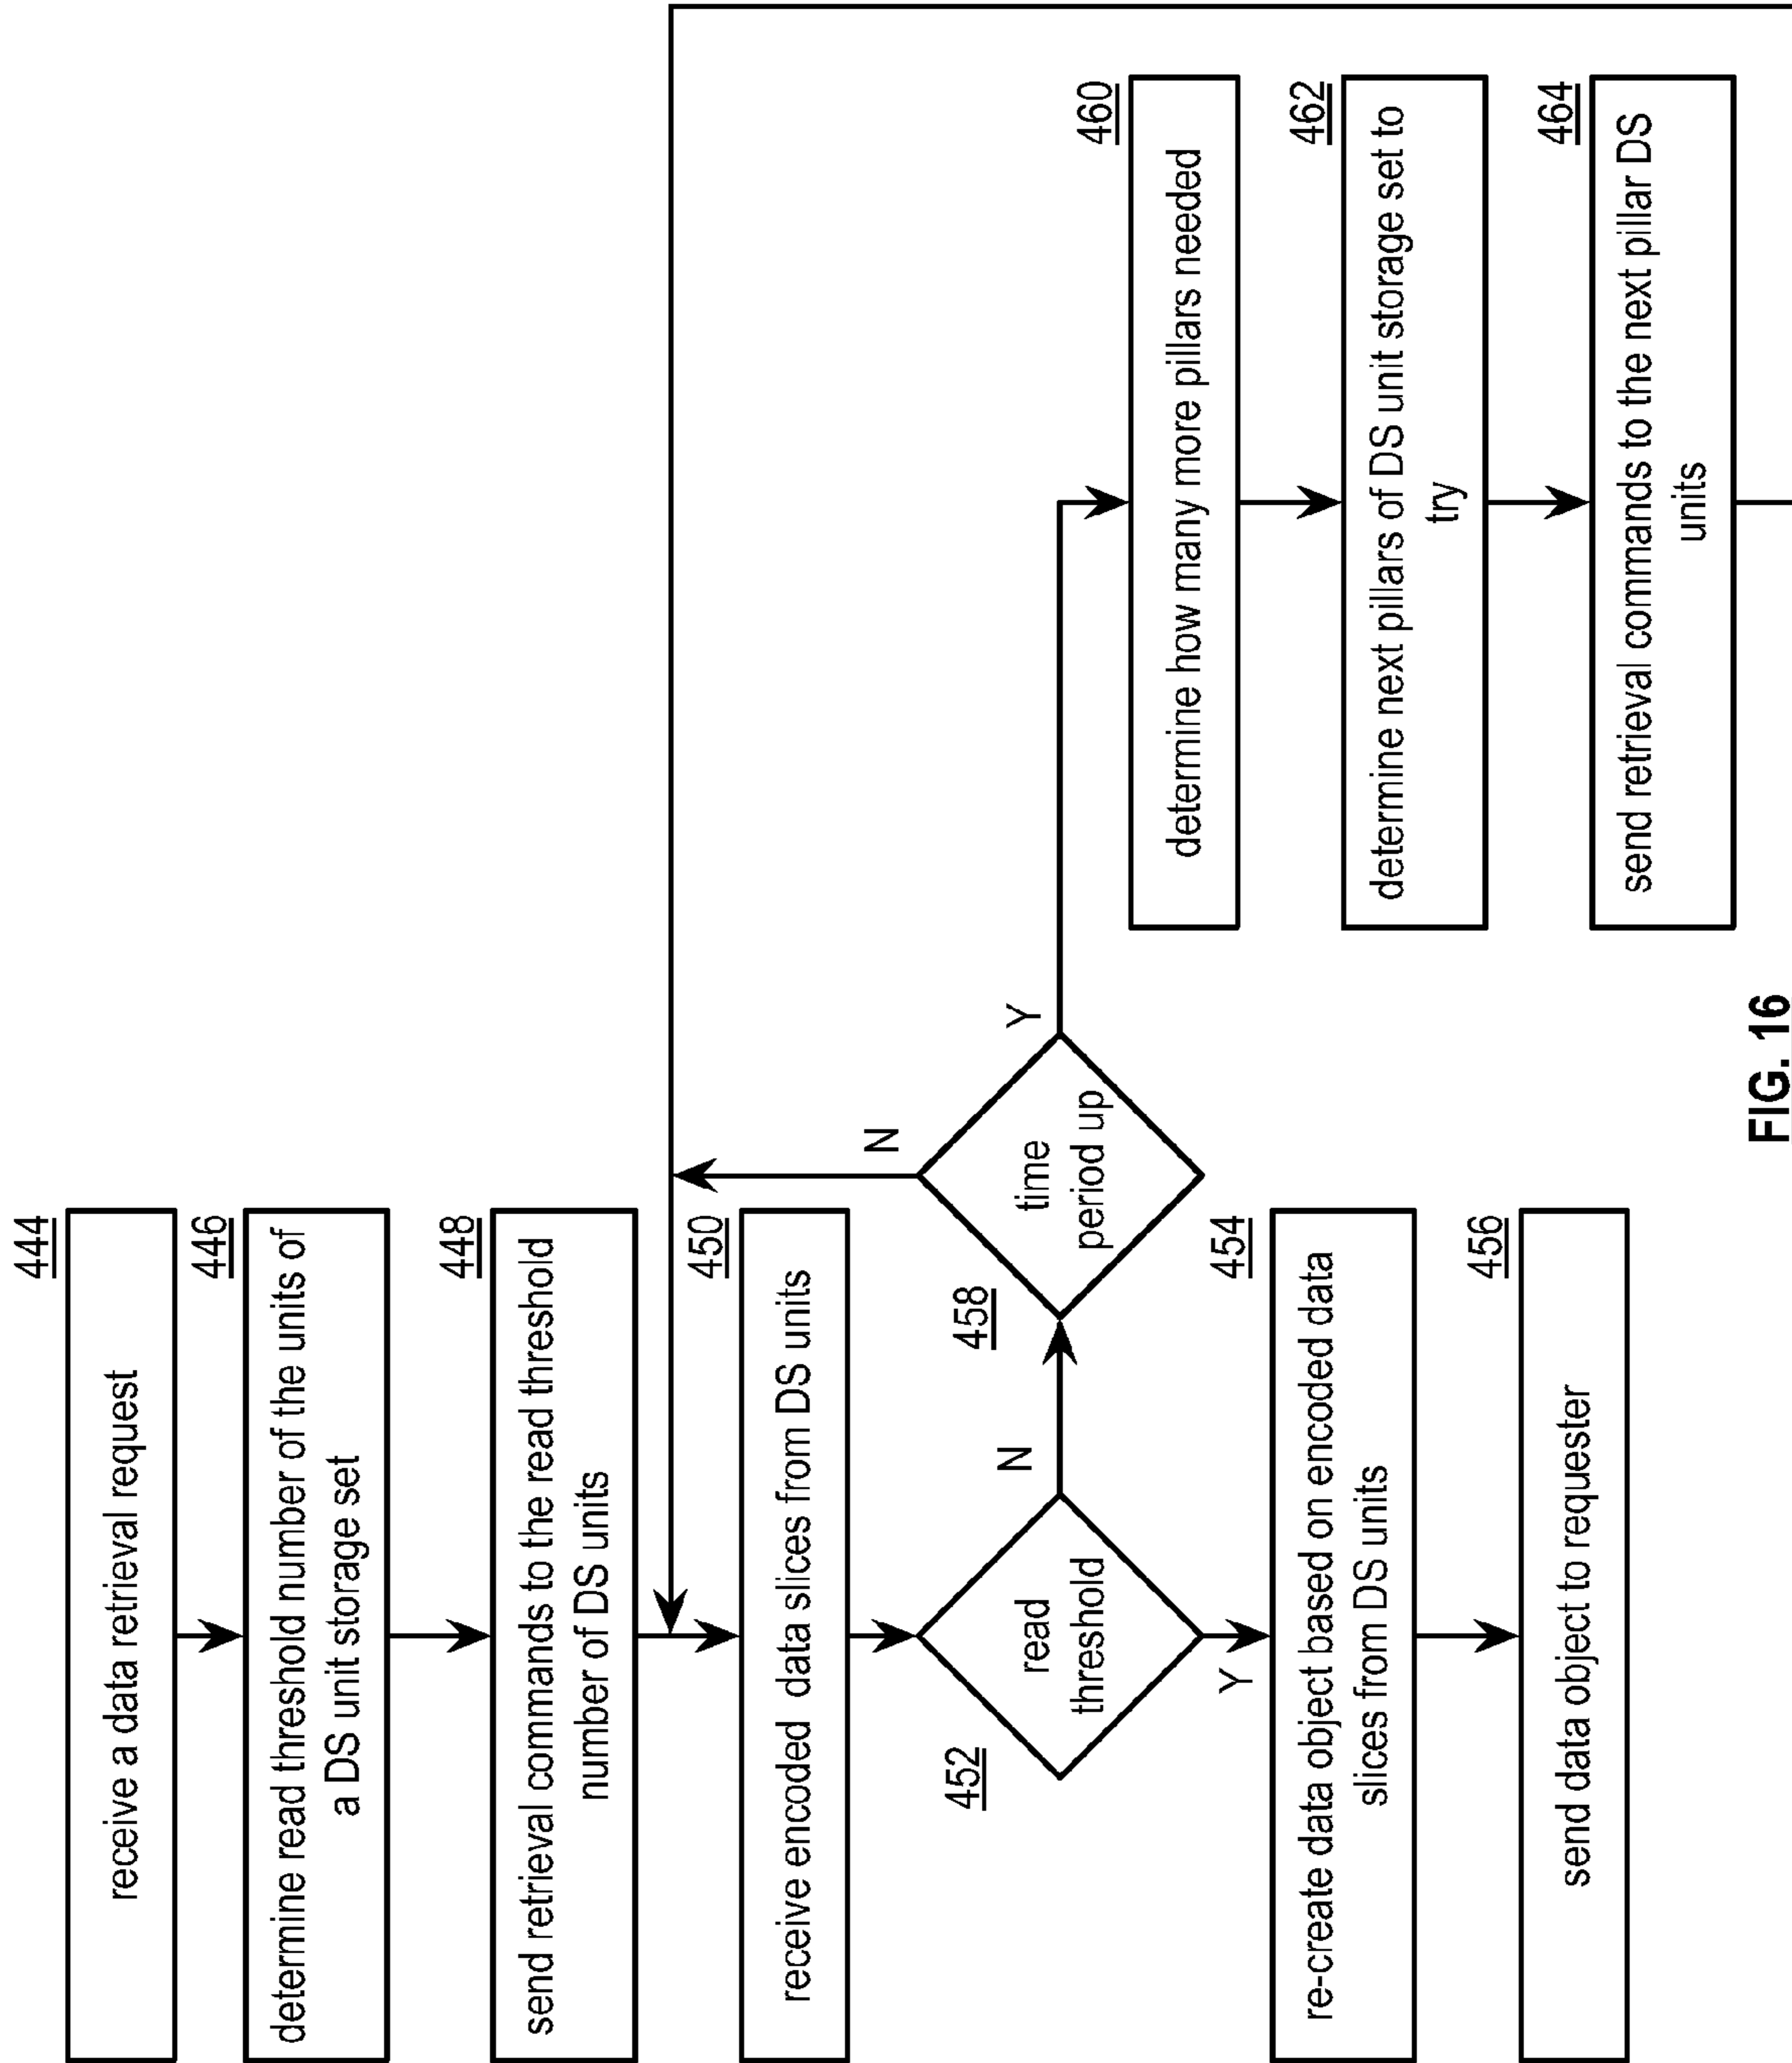 444
receive a data retrieval request
446
determine read threshold number of the units of
a DS unit storage set
448
send retrieval commands to the read threshold
number of DS units
450
receive encoded data slices from DS units
452
read
threshold
N
Y
458
time
period up
N
Y
454
re-create data object based on encoded data
slices from DS units
456
send data object to requester
460
determine how many more pillars needed
462
determine next pillars of DS unit storage set to
try
464
send retrieval commands to the next pillar DS
units
FIG. 16